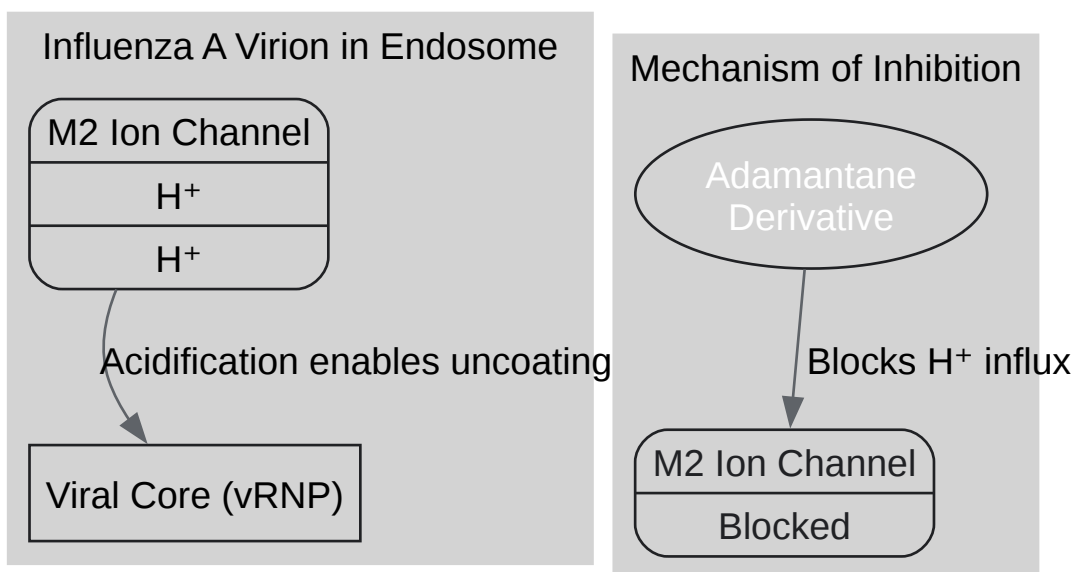 Influenza A Virion in Endosome
M2 Ion Channel
H⁺
H⁺
Acidification enables uncoating
Viral Core (vRNP)
Mechanism of Inhibition
Adamantane
Derivative
Blocks H⁺ influx
M2 Ion Channel
Blocked